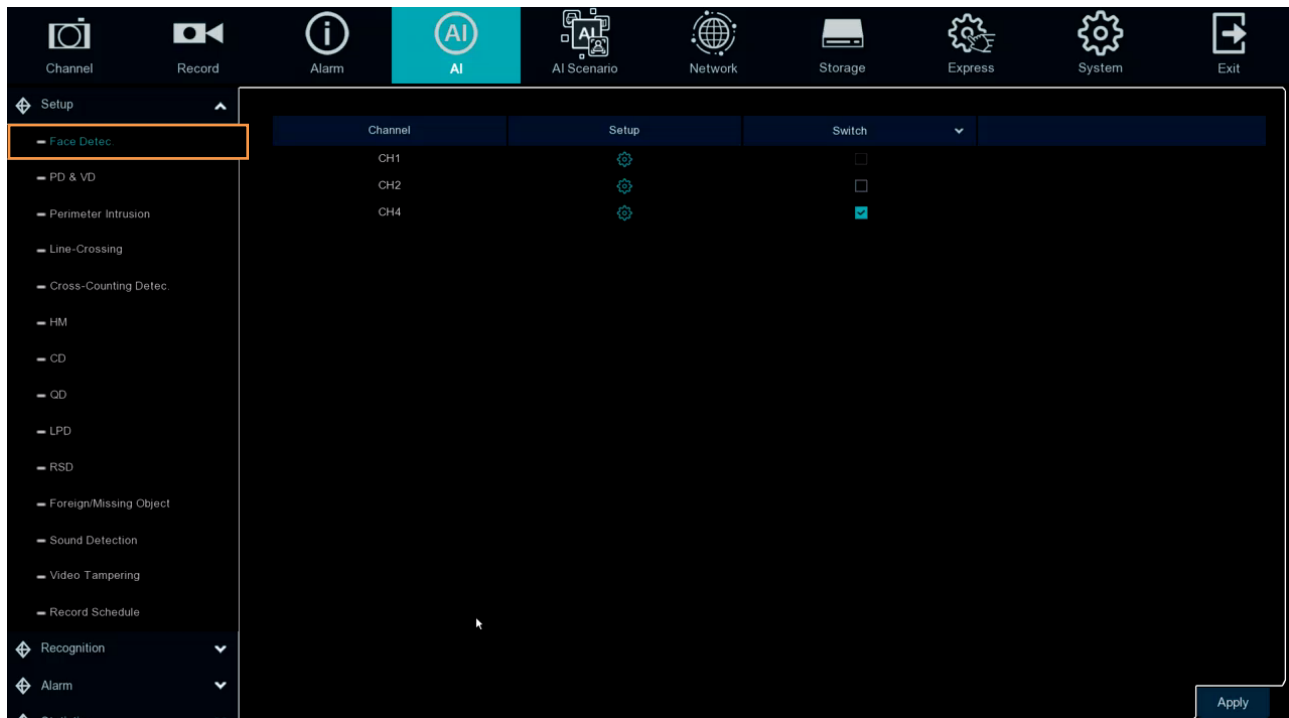 Channel Record Alarm AI AI Scenario Network Storage Express System Exit
Setup
Face Detec.
PD & VD
Perimeter Intrusion
Line-Crossing
Cross-Counting Detec.
HM
CD
QD
LPD
RSD
Foreign/Missing Object
Sound Detection
Video Tampering
Record Schedule
Recognition
Alarm
Channel Setup Switch
CH1
CH2
CH4
Apply